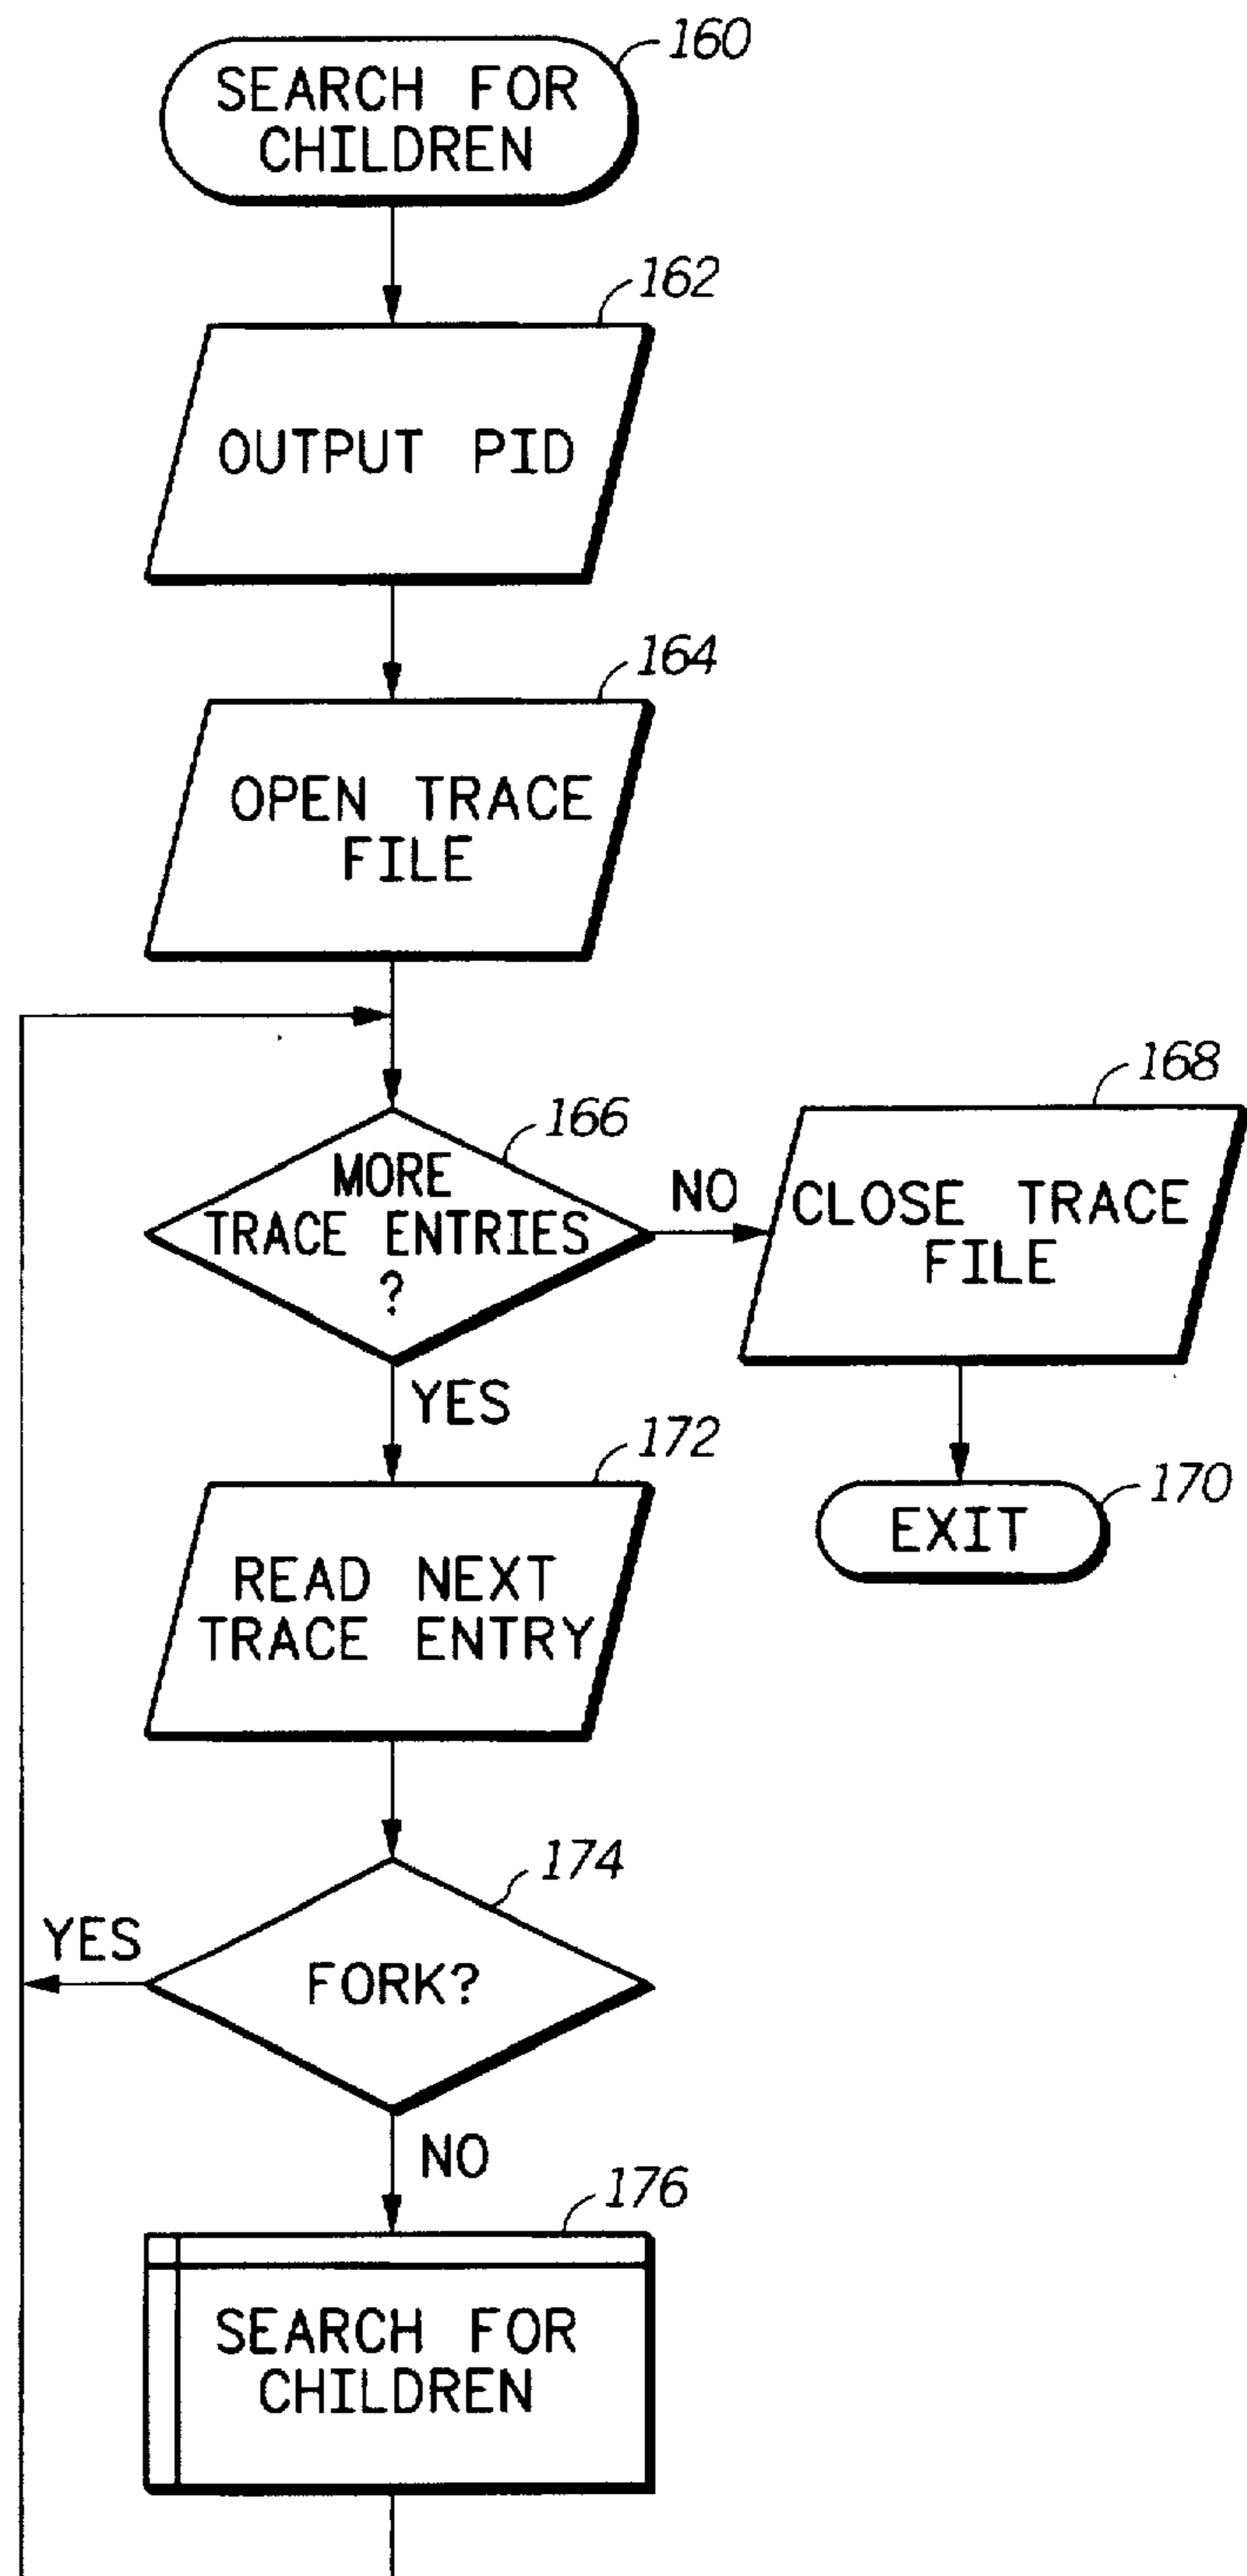 160
SEARCH FOR
CHILDREN
162
OUTPUT PID
164
OPEN TRACE
FILE
166
MORE
TRACE ENTRIES
?
NO
168
CLOSE TRACE
FILE
YES
170
EXIT
172
READ NEXT
TRACE ENTRY
174
YES
FORK?
NO
176
SEARCH FOR
CHILDREN